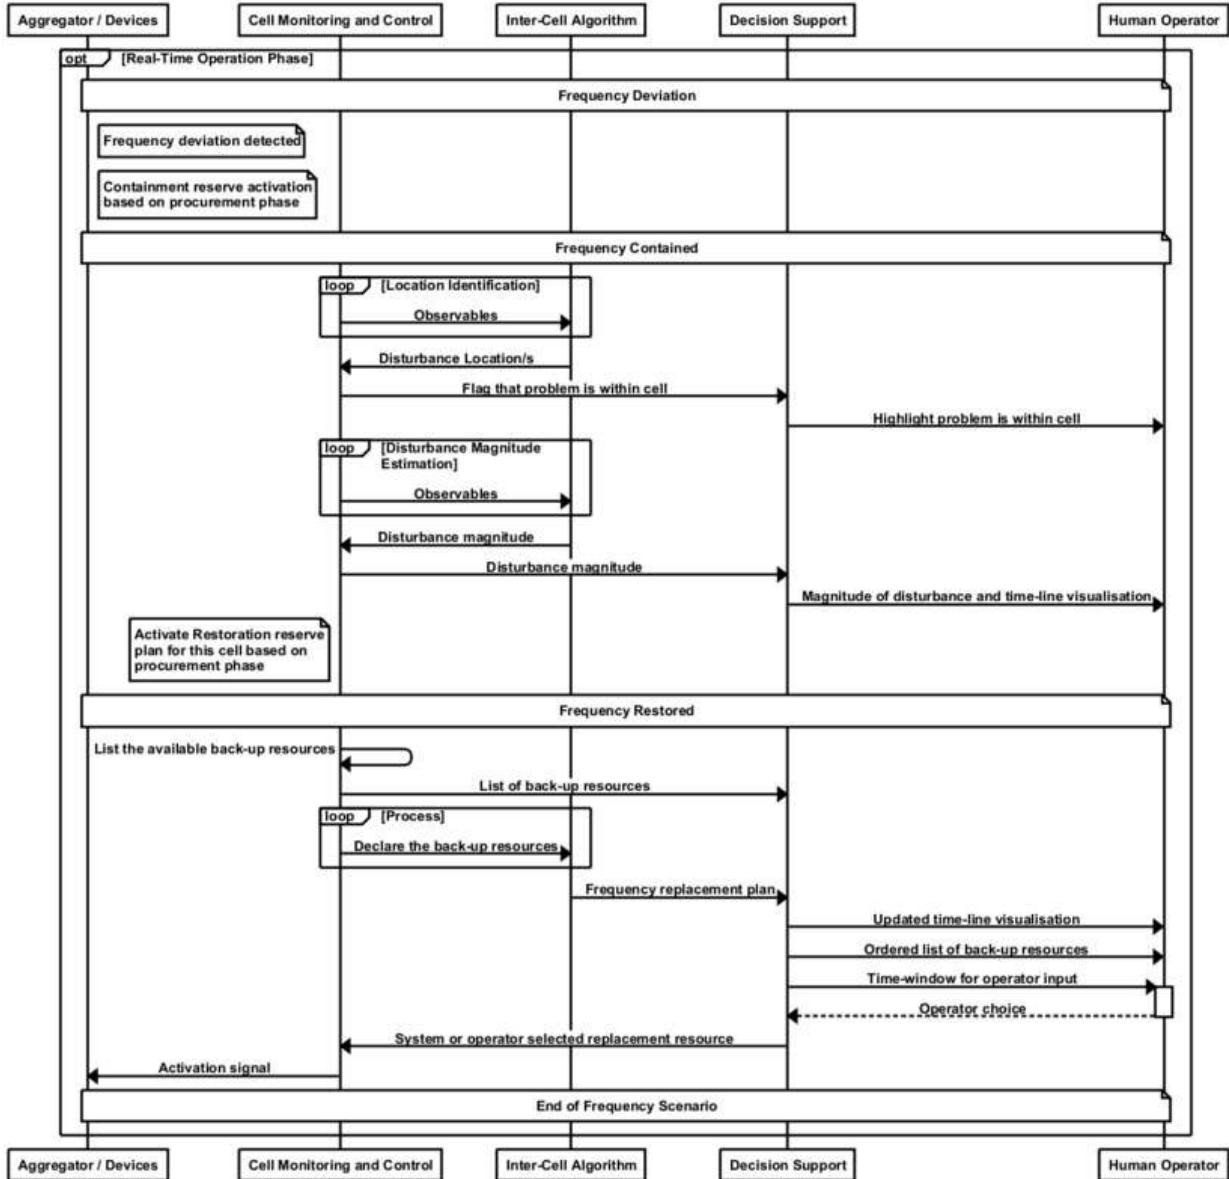 Aggregator / Devices
Cell Monitoring and Control
Inter-Cell Algorithm
Decision Support
Human Operator
opt
[Real-Time Operation Phase]
Frequency Deviation
Frequency deviation detected
Containment reserve activation
based on procurement phase
Frequency Contained
loop
[Location Identification]
Observables
Disturbance Location/s
Flag that problem is within cell
Highlight problem is within cell
loop
[Disturbance Magnitude
Estimation]
Observables
Disturbance magnitude
Disturbance magnitude
Magnitude of disturbance and time-line visualisation
Activate Restoration reserve
plan for this cell based on
procurement phase
Frequency Restored
List the available back-up resources
List of back-up resources
loop
[Process]
Declare the back-up resources
Frequency replacement plan
Updated time-line visualisation
Ordered list of back-up resources
Time-window for operator input
Operator choice
System or operator selected replacement resource
Activation signal
End of Frequency Scenario
Aggregator / Devices
Cell Monitoring and Control
Inter-Cell Algorithm
Decision Support
Human Operator